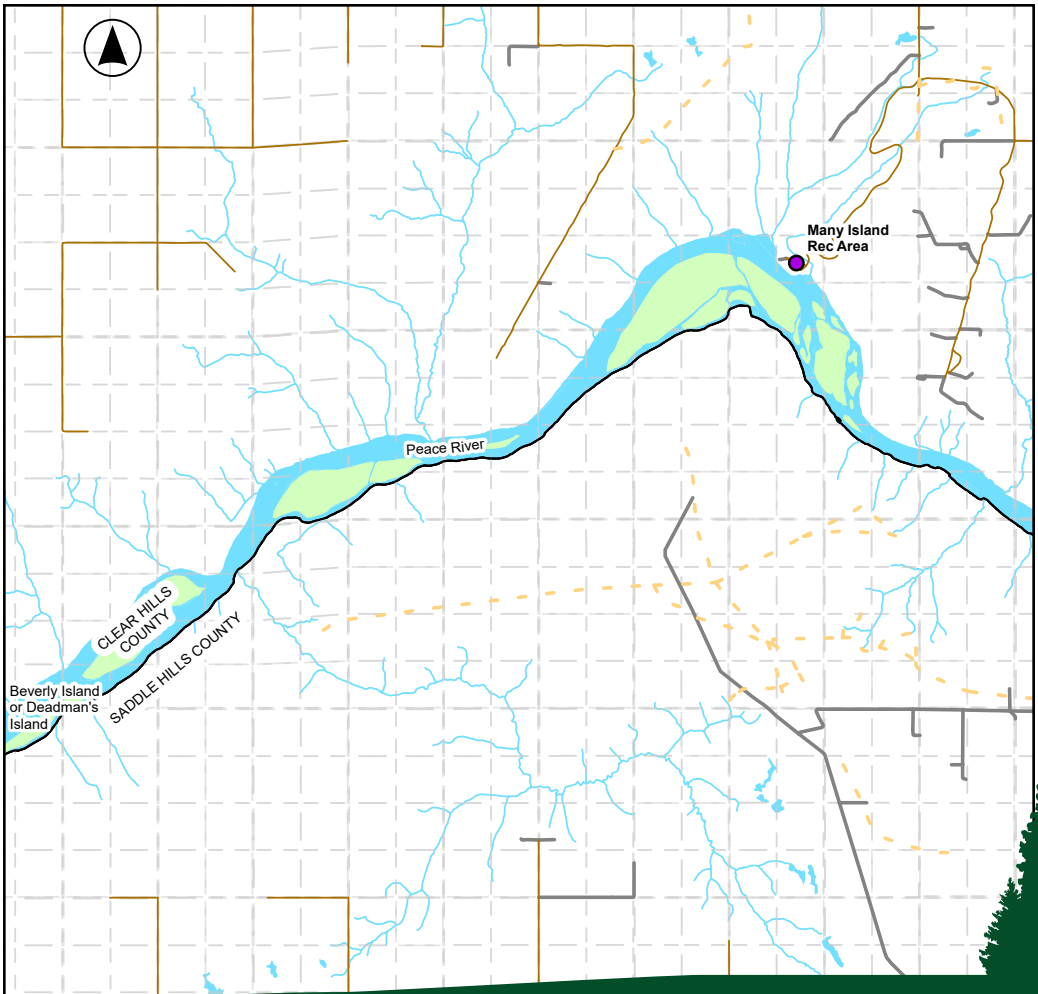 Many Island
Rec Area
Peace River
CLEAR HILLS
COUNTY
SADDLE HILLS COUNTY
Beverly Island
or Deadman's
Island